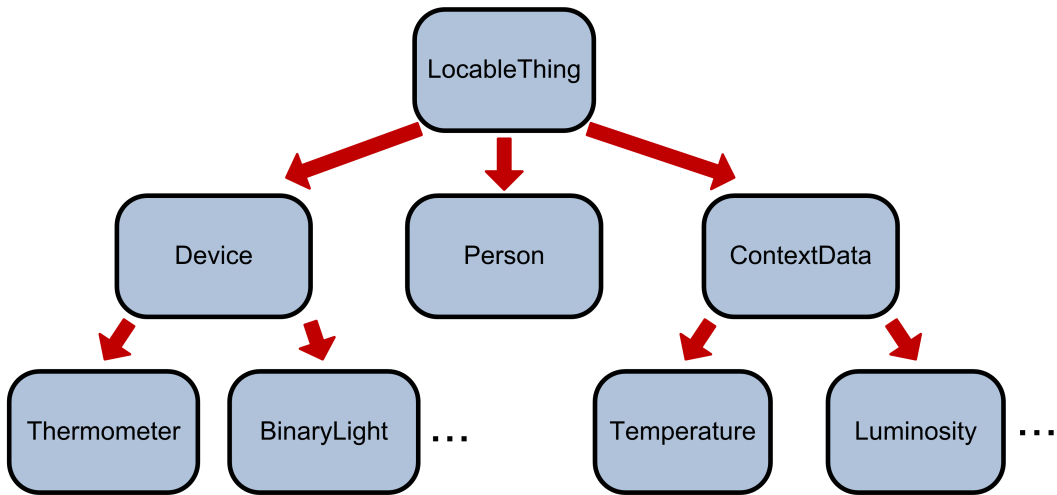 LocableThing
Device
Person
ContextData
Thermometer
BinaryLight
...
Temperature
Luminosity
...